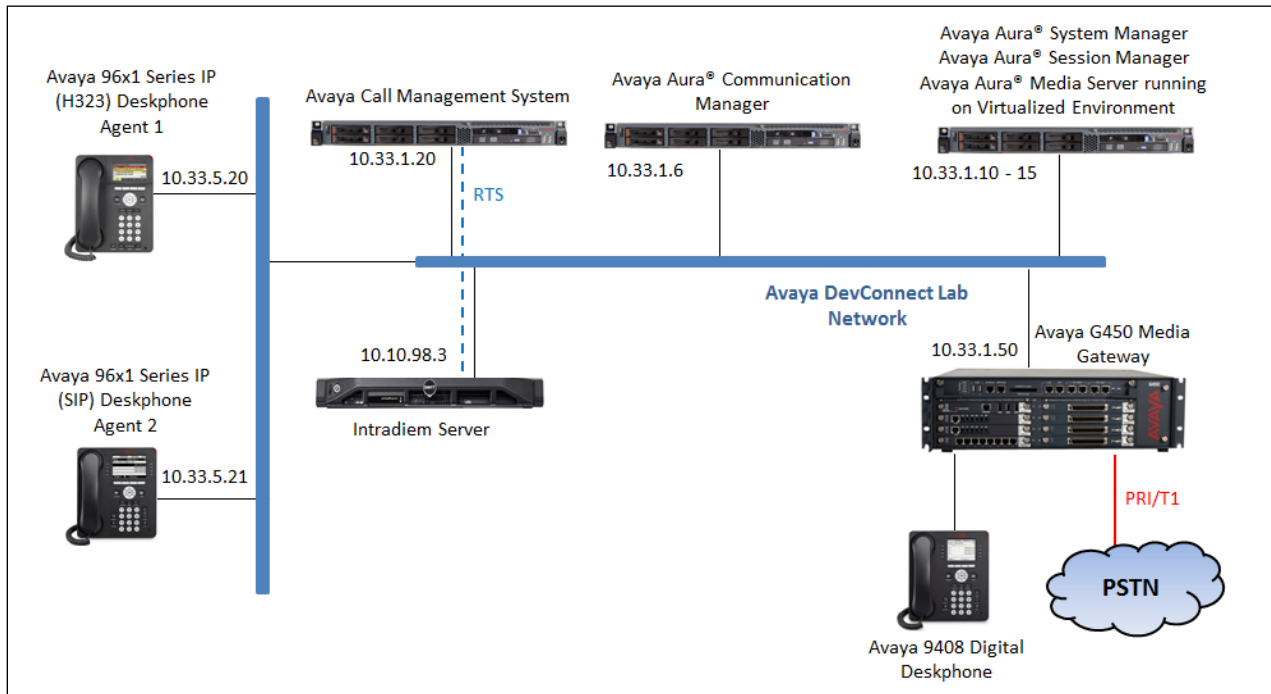 Avaya 96x1 Series IP
(H323) Deskphone
Agent 1
10.33.5.20
Avaya Call Management System
10.33.1.20
RTS
Avaya Aura® Communication
Manager
10.33.1.6
Avaya Aura® System Manager
Avaya Aura® Session Manager
Avaya Aura® Media Server running
on Virtualized Environment
10.33.1.10 - 15
Avaya DevConnect Lab
Network
10.10.98.3
Intradiem Server
Avaya 96x1 Series IP
(SIP) Deskphone
Agent 2
10.33.5.21
10.33.1.50
Avaya G450 Media
Gateway
AVAYA
PRI/T1
PSTN
Avaya 9408 Digital
Deskphone